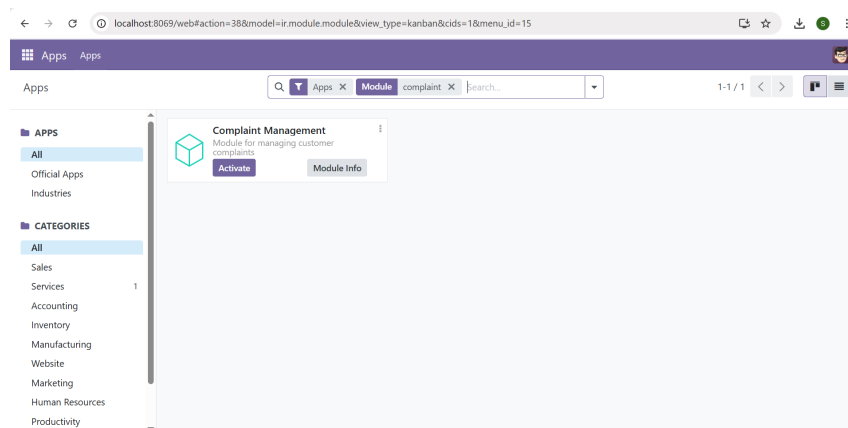 localhost:8069/web#action=38&model=ir.module.module&view_type=kanban&cids=1&menu_id=15
S
Apps Apps
Apps
Apps Module complaint Search...
1-1 / 1
APPS
All
Official Apps
Industries
CATEGORIES
All
Sales
Services 1
Accounting
Inventory
Manufacturing
Website
Marketing
Human Resources
Productivity
Complaint Management
Module for managing customer
complaints
Activate Module Info